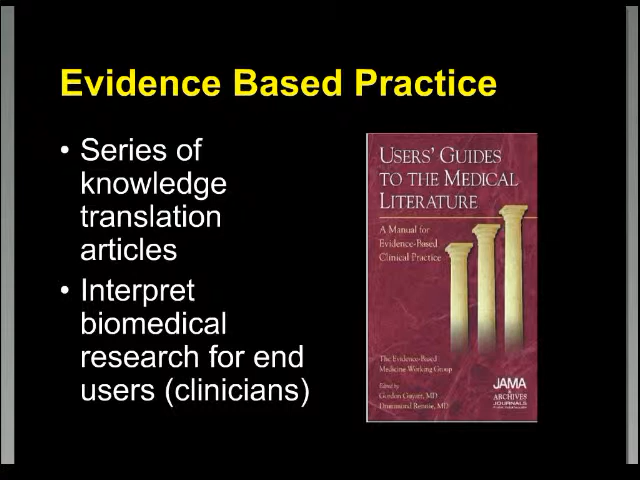 Evidence Based Practice
• Series of
knowledge
translation
articles
• Interpret
biomedical
research for end
users (clinicians)
USERS' GUIDES
TO THE MEDICAL
LITERATURE
A Manual for
Evidence-Based
Clinical Practice
The Evidence-Based
Medicine Working Group
Edited by
Gordon Guyatt, MD
Drummond Rennie, MD
JAMA
&
ARCHIVES
JOURNALS